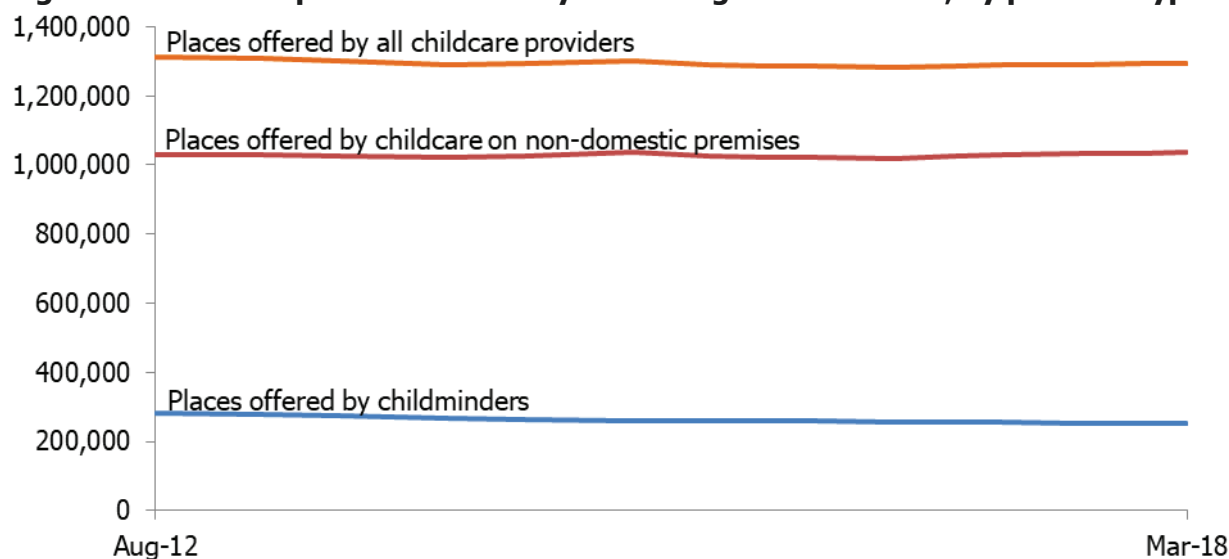 1,400,000
Places offered by all childcare providers
1,200,000
Places offered by childcare on non-domestic premises
1,000,000
800,000
600,000
400,000
Places offered by childminders
200,000
0
Aug-12
Mar-18